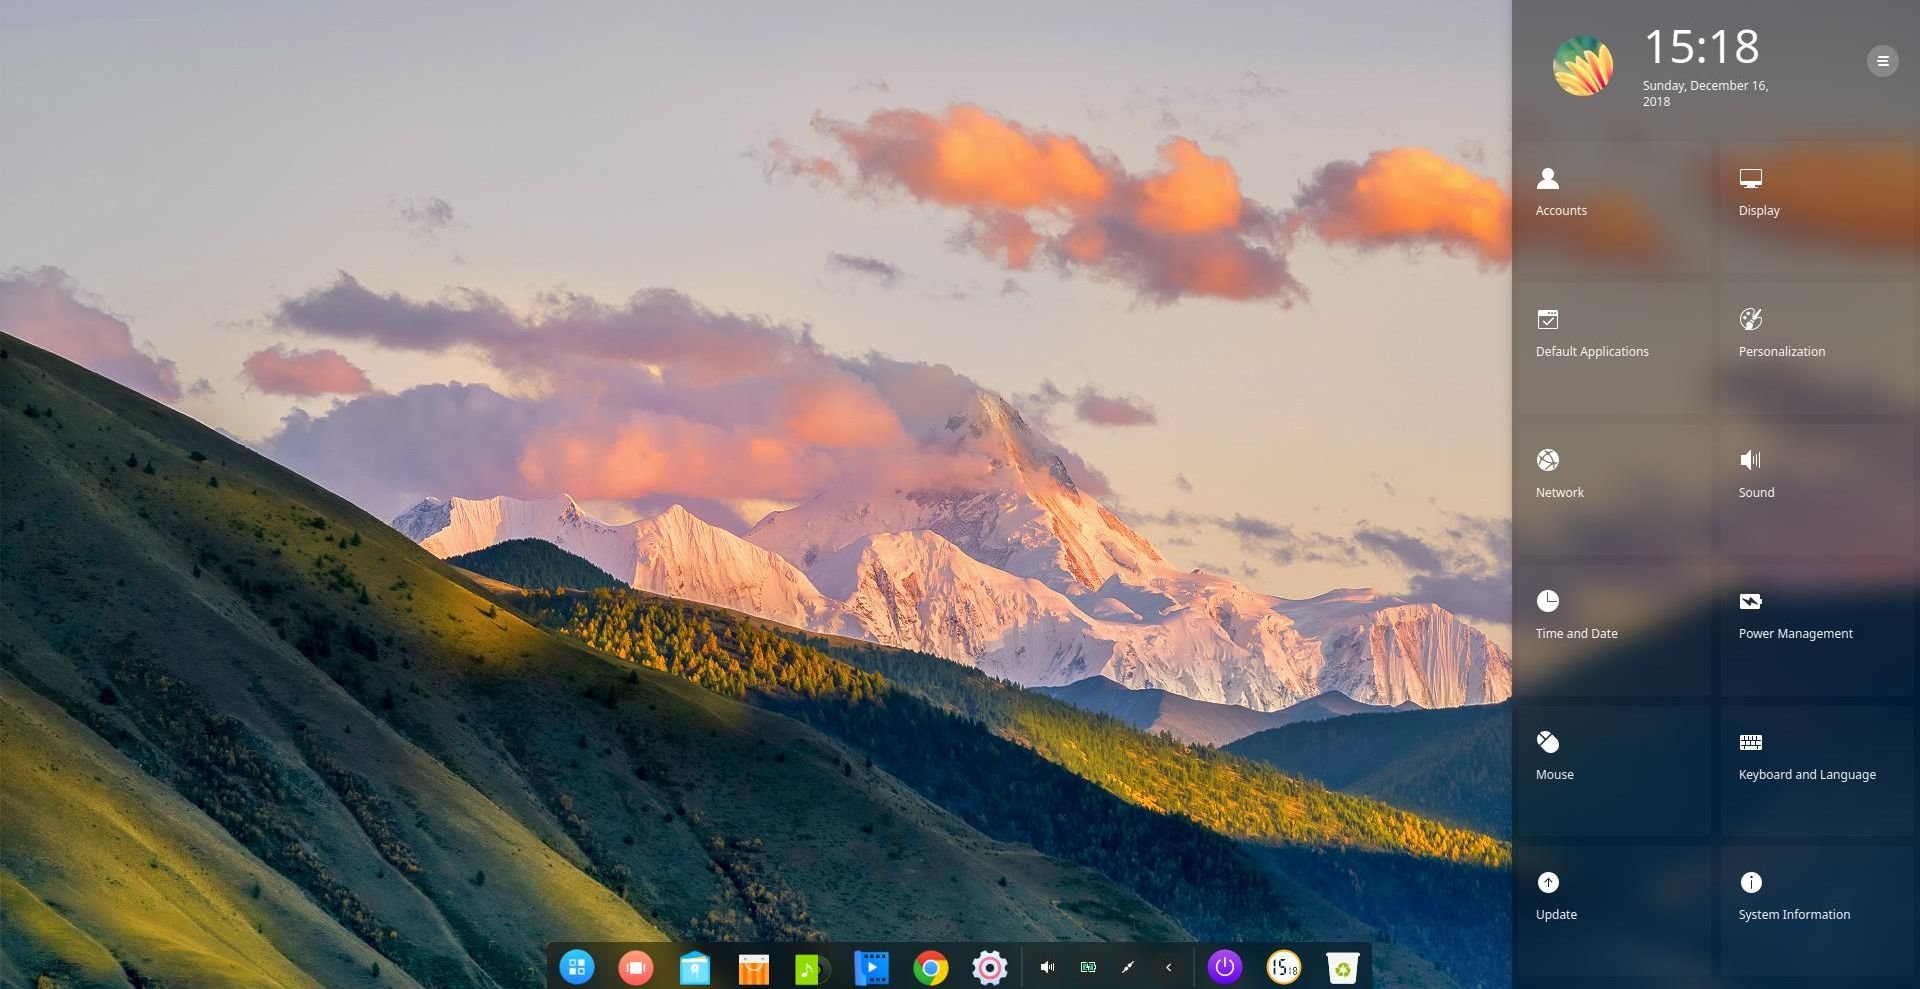 15:18
Sunday, December 16,
2018
Accounts
Display
Default Applications
Personalization
Network
Sound
Time and Date
Power Management
Mouse
Keyboard and Language
Update
System Information
15 18